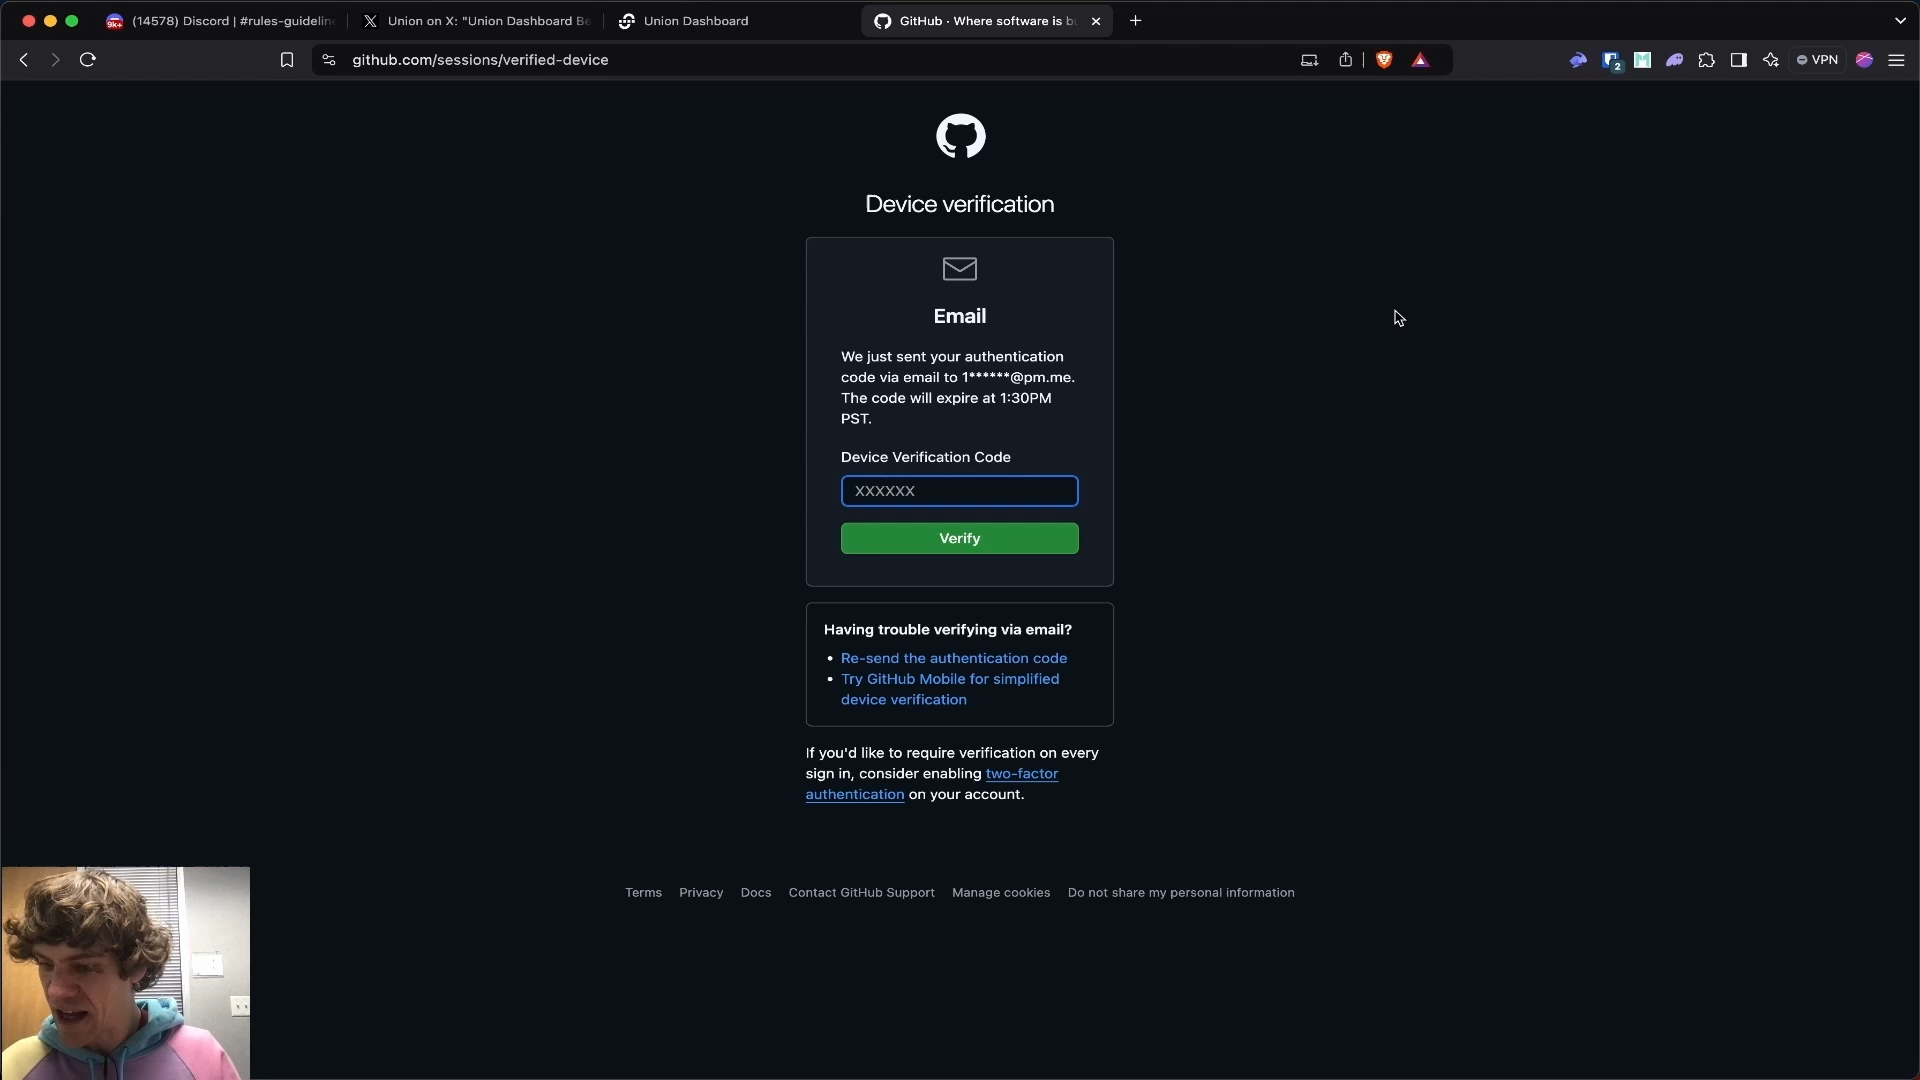 (14578) Discord | #rules-guideline
Union on X: "Union Dashboard Be
Union Dashboard
GitHub · Where software is bu
github.com/sessions/verified-device
2
VPN
Device verification
Email
We just sent your authentication
code via email to 1******@pm.me.
The code will expire at 1:30PM
PST.
Device Verification Code
XXXXXX
Verify
Having trouble verifying via email?
• Re-send the authentication code
• Try GitHub Mobile for simplified
device verification
If you'd like to require verification on every
sign in, consider enabling two-factor
authentication on your account.
Terms Privacy Docs Contact GitHub Support Manage cookies Do not share my personal information